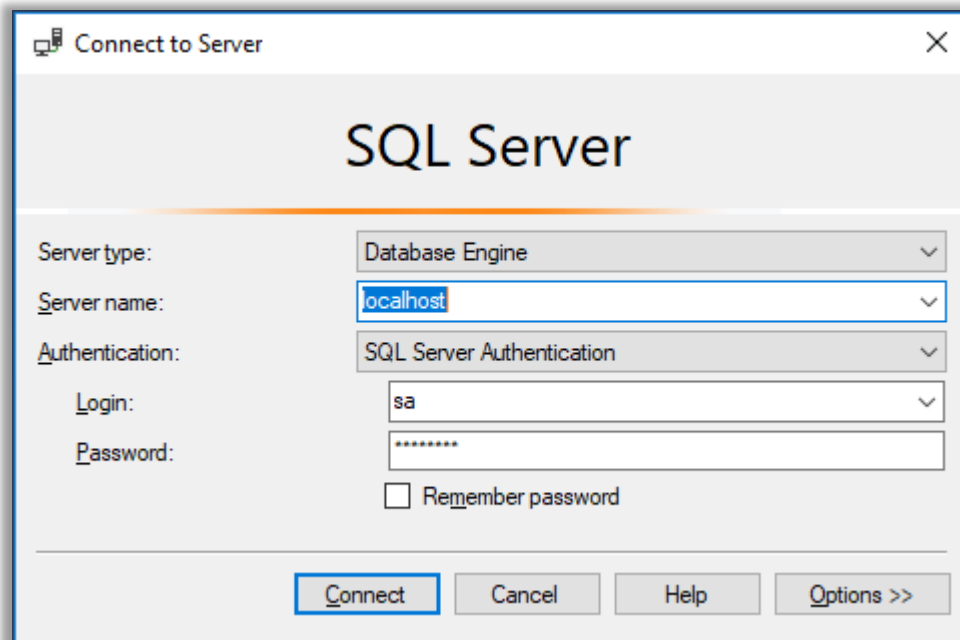 Connect to Server
SQL Server
Server type: Database Engine
Server name: localhost
Authentication: SQL Server Authentication
Login: sa
Password: ********
Remember password
Connect Cancel Help Options >>